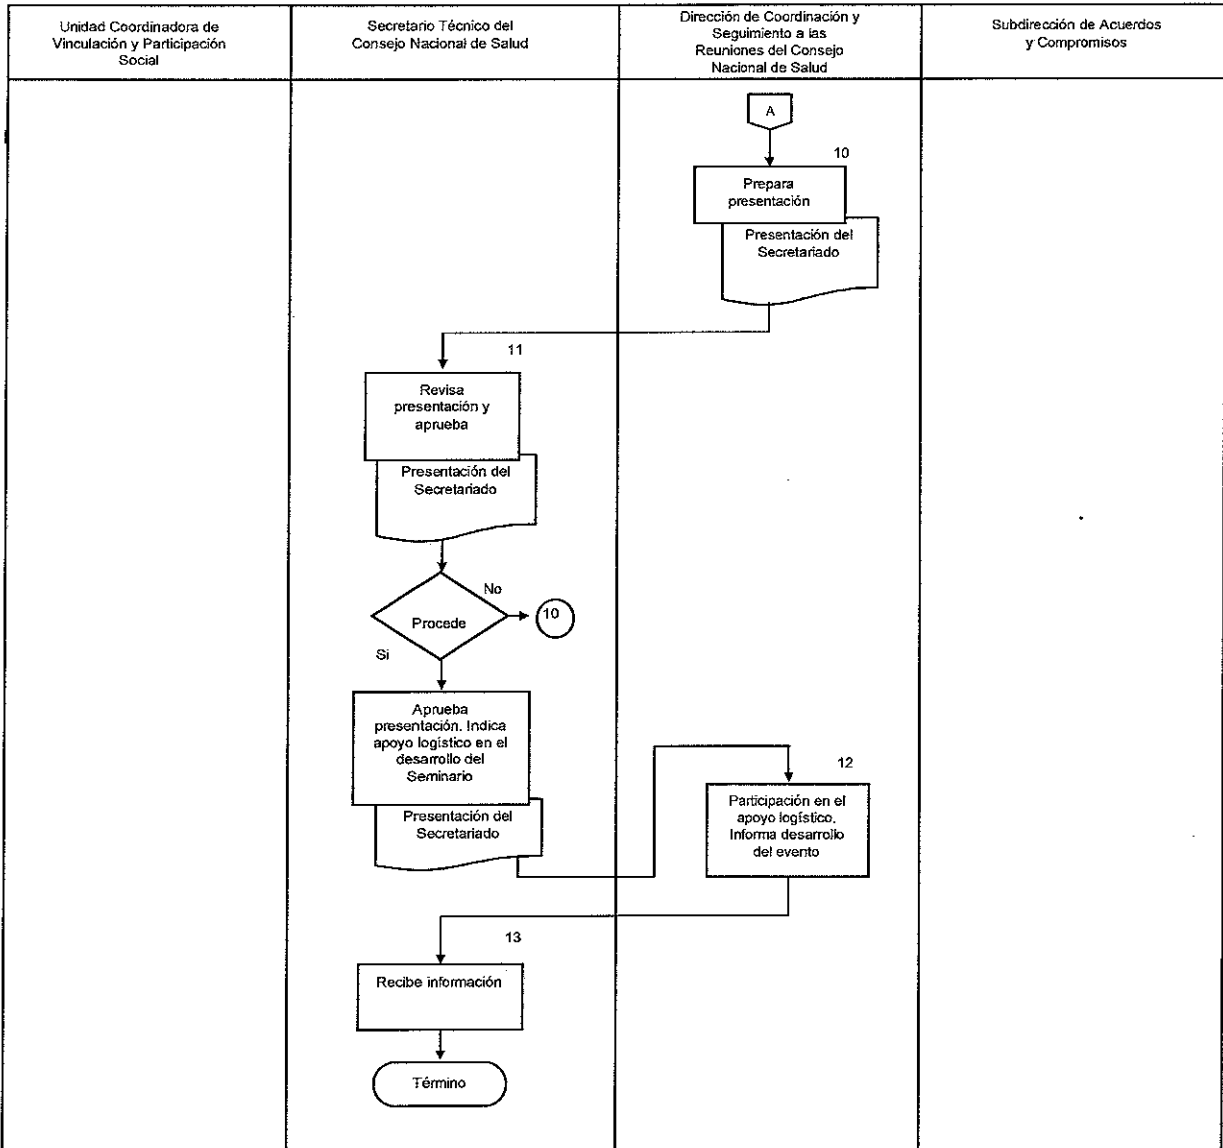 Unidad Coordinadora de
Vinculación y Participación
Social
Secretario Técnico del
Consejo Nacional de Salud
Dirección de Coordinación y
Seguimiento a las
Reuniones del Consejo
Nacional de Salud
Subdirección de Acuerdos
y Compromisos
A
10
Prepara
presentación
Presentación del
Secretariado
11
Revisa
presentación y
aprueba
Presentación del
Secretariado
No
10
Procede
Si
Aprueba
presentación. Indica
apoyo logístico en el
desarrollo del
Seminario
Presentación del
Secretariado
12
Participación en el
apoyo logístico.
Informa desarrollo
del evento
13
Recibe información
Término